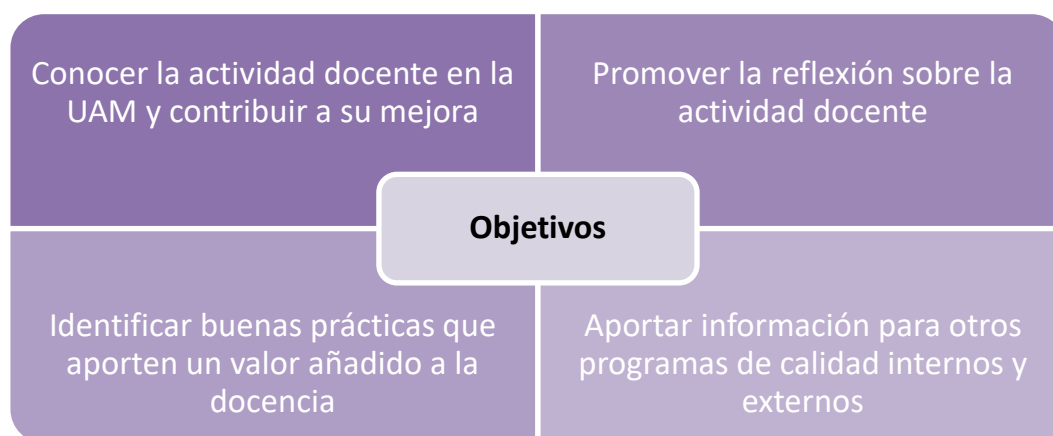 Conocer la actividad docente en la
UAM y contribuir a su mejora
Promover la reflexión sobre la
actividad docente
Objetivos
Identificar buenas prácticas que
aporten un valor añadido a la
docencia
Aportar información para otros
programas de calidad internos y
externos